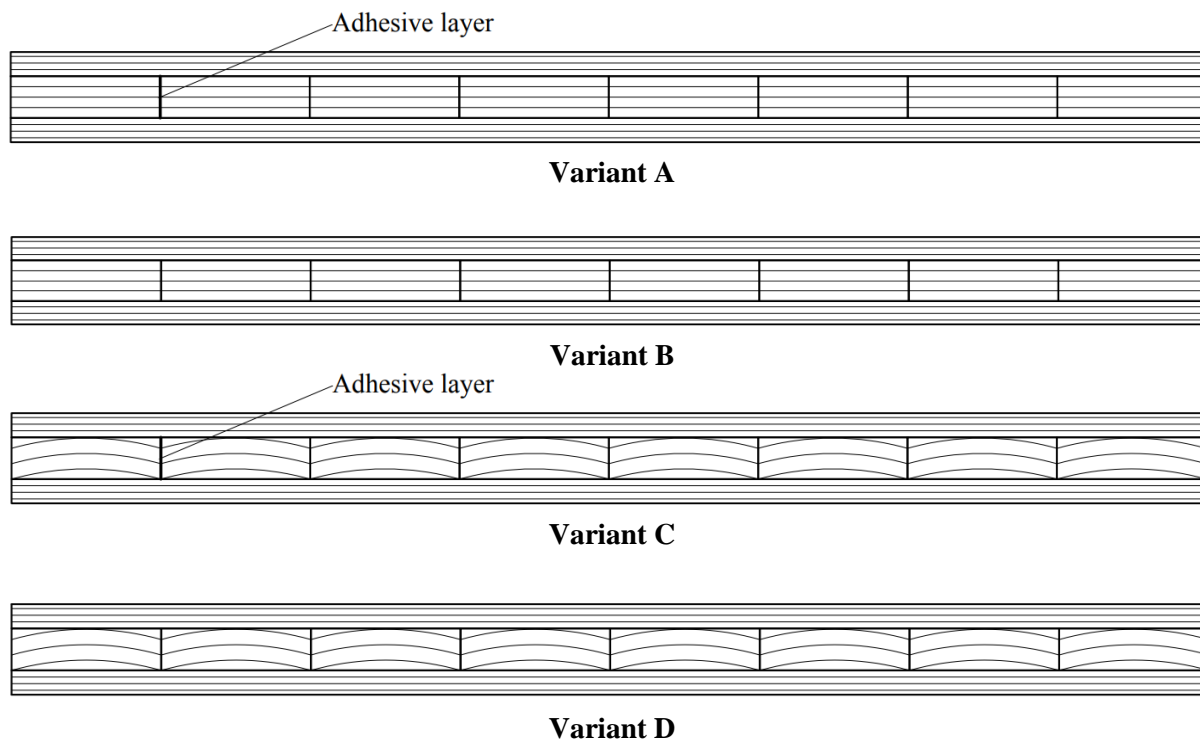 Adhesive layer
Variant A
Variant B
Adhesive layer
Variant C
Variant D